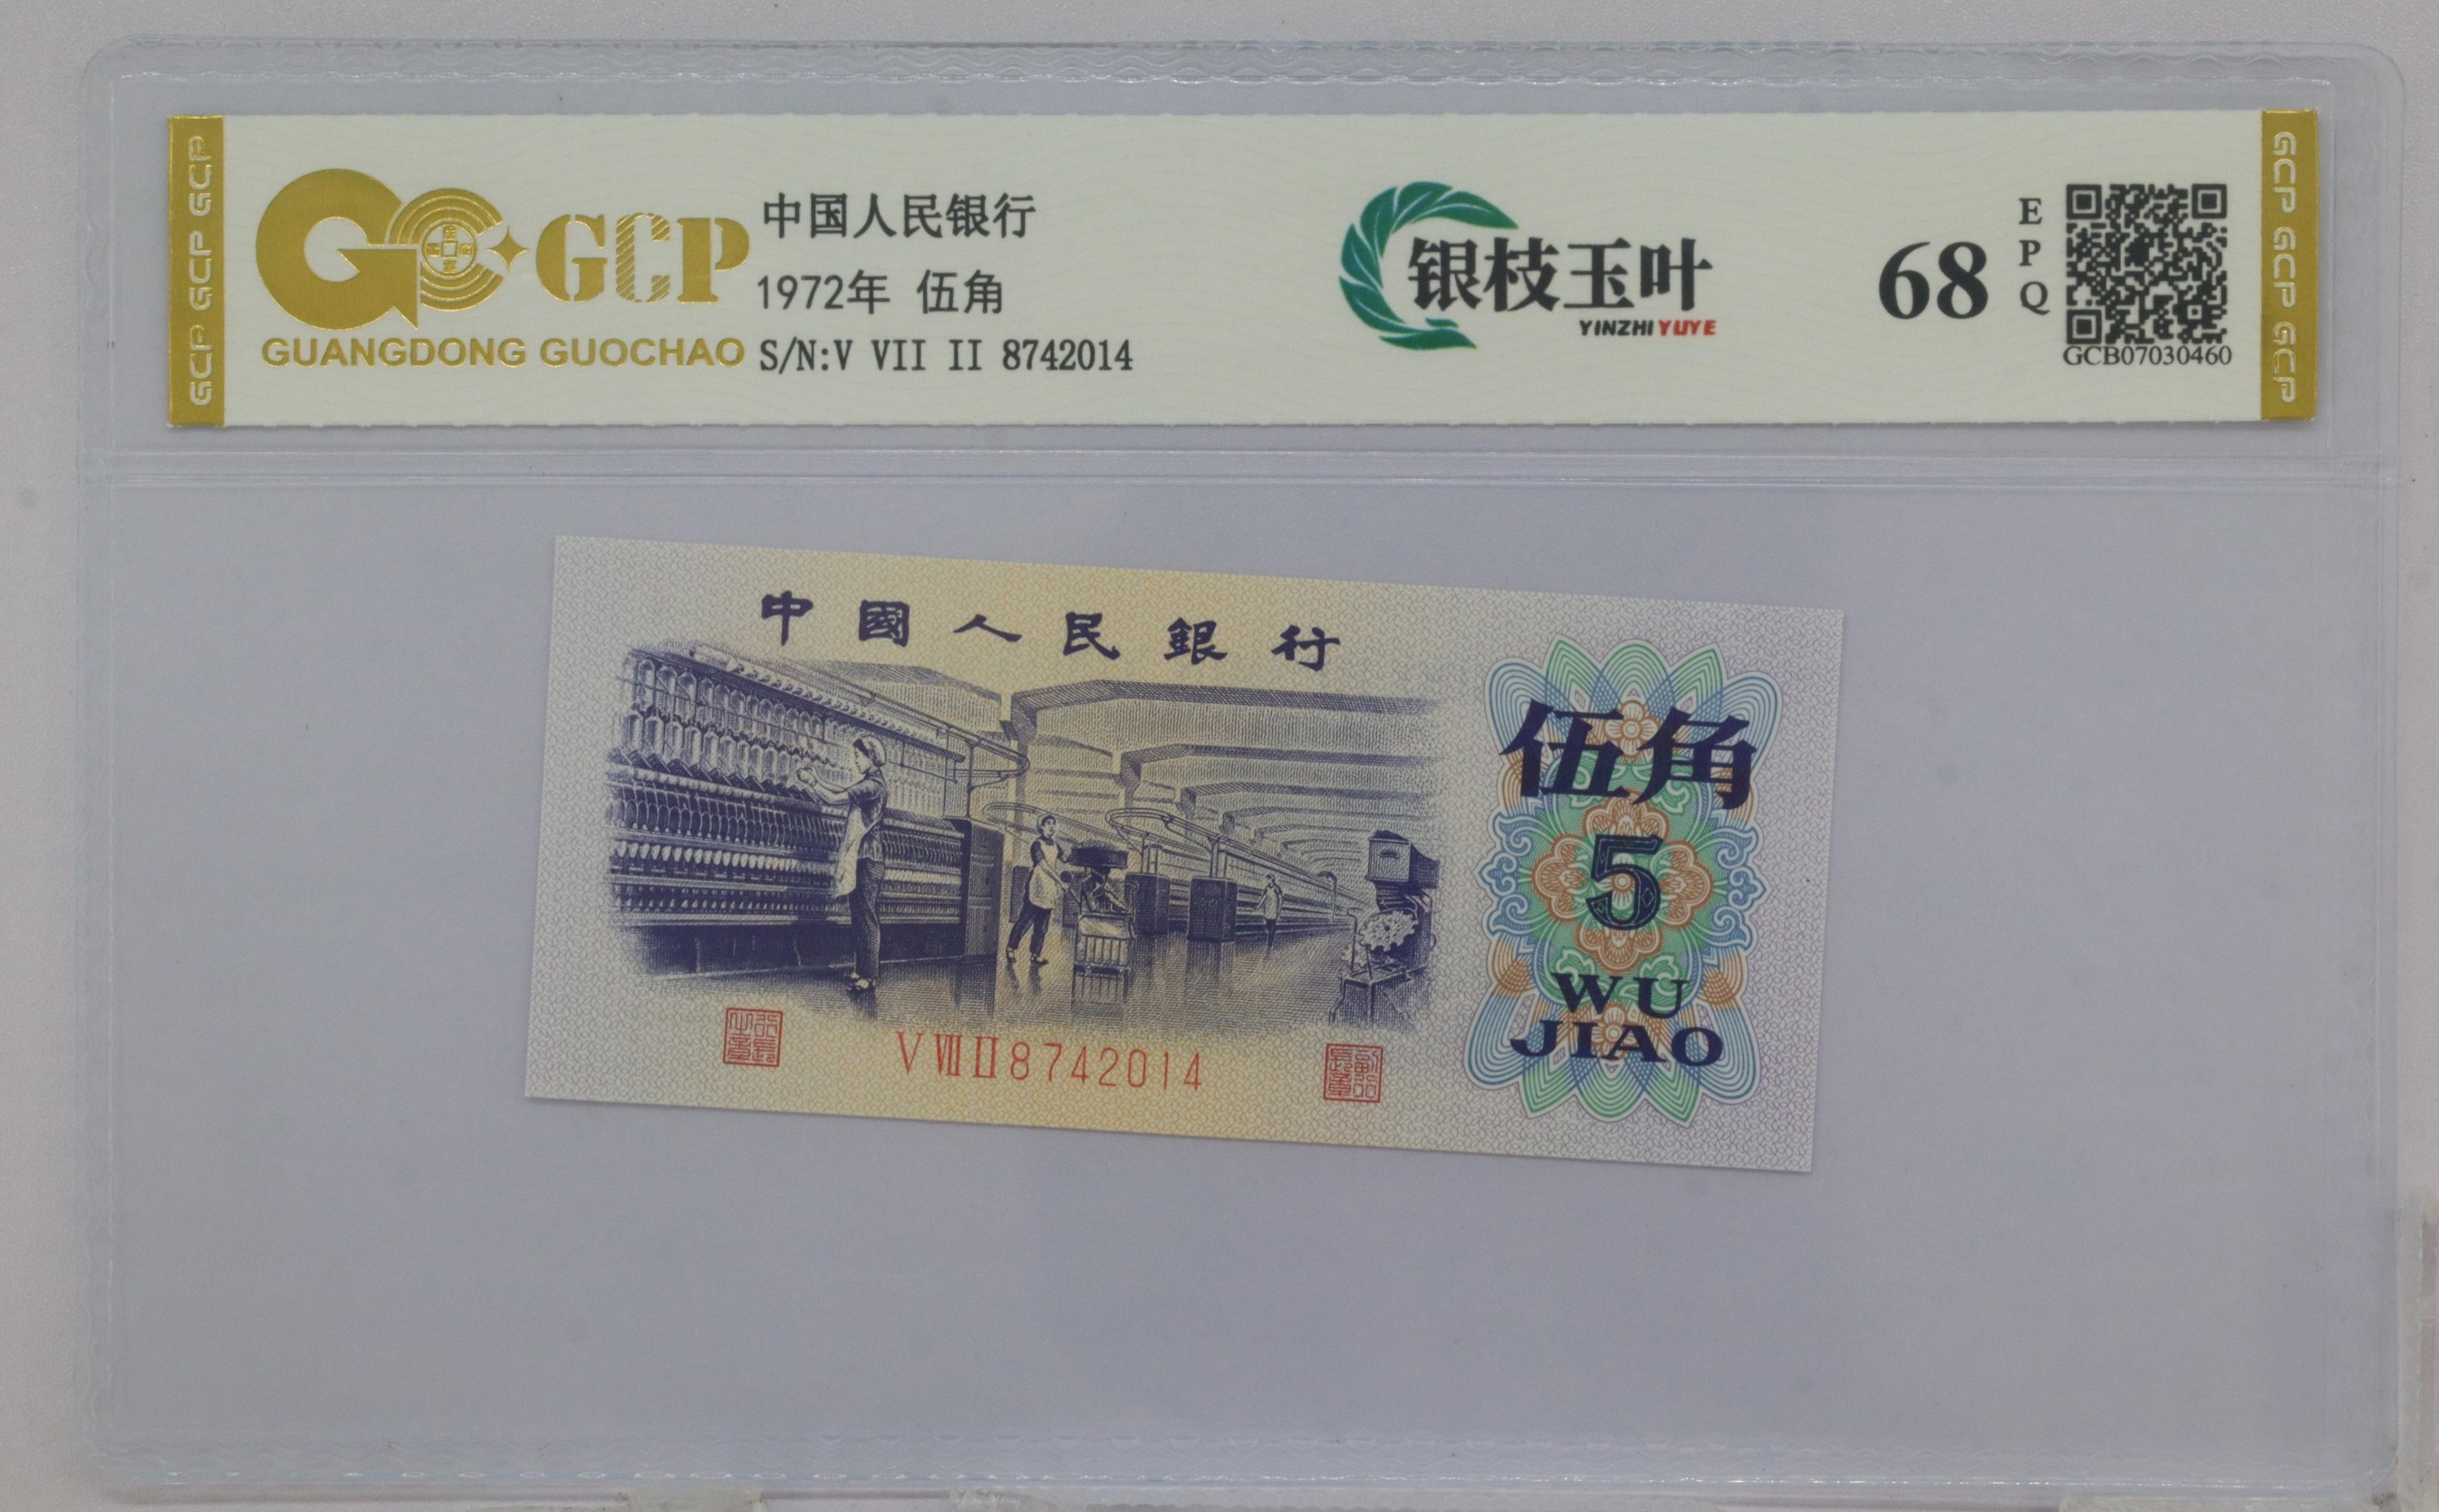 GCP GCP GCP
GCP
GUANGDONG GUOCHAO
中国人民银行
1972年 伍角
S/N:V VII II 8742014
银枝玉叶
YINZHI YUYE
68
EPQ
GCB07030460
GCP GCP GCP
中國人民銀行
伍角
5
WU
JIAO
V VII II 8742014